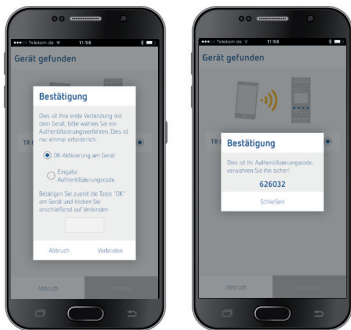 Telekom.de
11:56
Gerät gefunden
Bestätigung
Dies ist Ihre erste Verbindung mit
dem Gerät, bitte wählen Sie ein
Authentifizierungsverfahren. Dies ist
nur einmal erforderlich.
OK-Aktivierung am Gerät
Eingabe
Authentifizierungscode
Betätigen Sie zuerst die Taste "OK"
am Gerät und klicken Sie
anschließend auf Verbinden
Abbruch Verbinden
Abbruch Verbinden
Telekom.de
11:56
Gerät gefunden
Bestätigung
Dies ist Ihr Authentifizierungscode,
verwahren Sie ihn sicher!
626032
Schließen
Abbruch